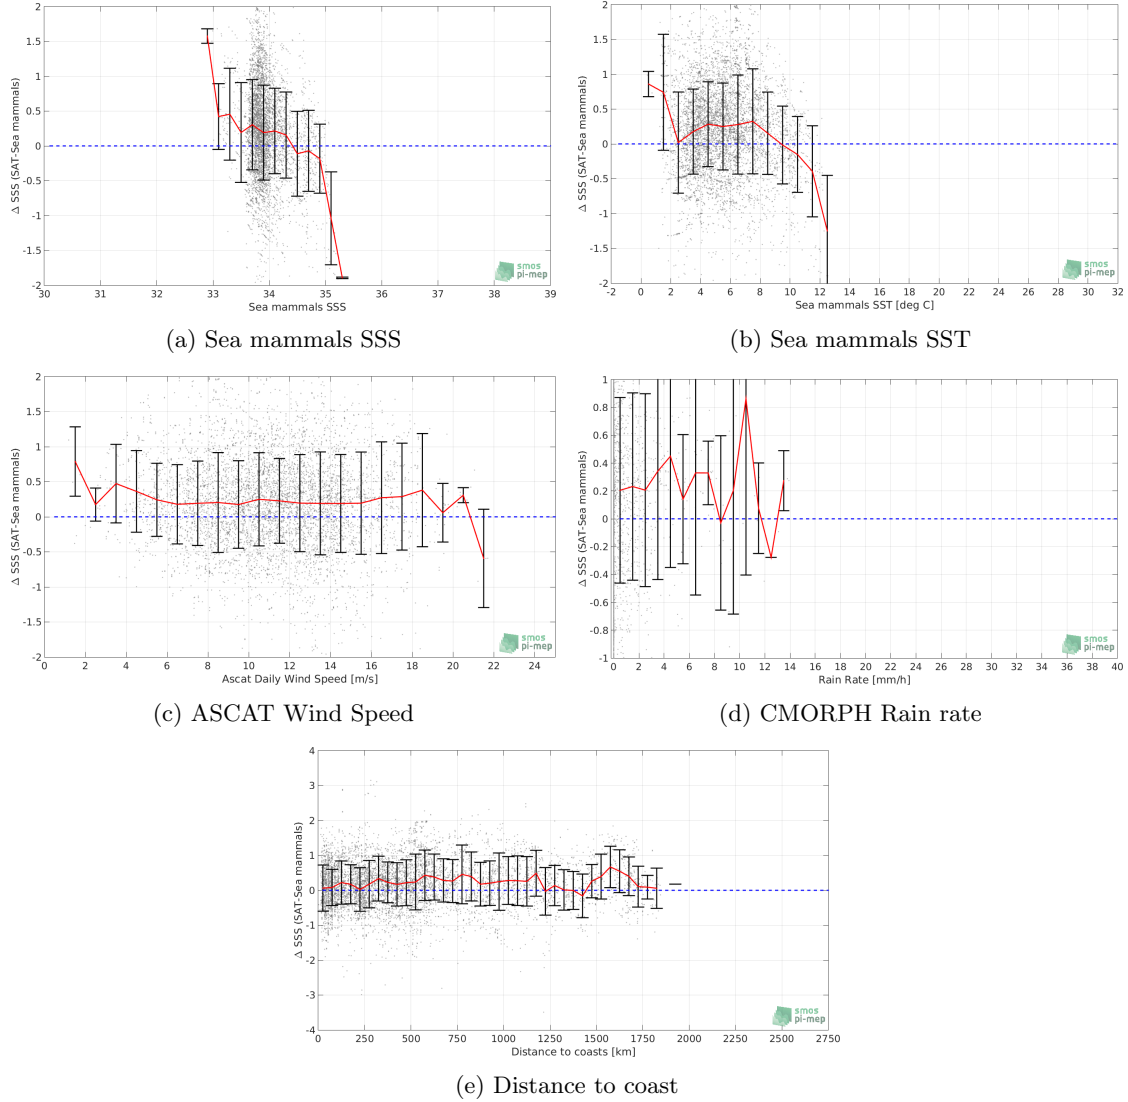 2
1.5
1
0.5
0
-0.5
-1
-1.5
-2
Δ SSS (SAT-Sea mammals)
30 31 32 33 34 35 36 37 38 39
Sea mammals SSS
smos
pi-mep
(a) Sea mammals SSS
2
1.5
1
0.5
0
-0.5
-1
-1.5
-2
Δ SSS (SAT-Sea mammals)
-2 0 2 4 6 8 10 12 14 16 18 20 22 24 26 28 30 32
Sea mammals SST [deg C]
smos
pi-mep
(b) Sea mammals SST
2
1.5
1
0.5
0
-0.5
-1
-1.5
-2
Δ SSS (SAT-Sea mammals)
0 2 4 6 8 10 12 14 16 18 20 22 24
Ascat Daily Wind Speed [m/s]
smos
pi-mep
(c) ASCAT Wind Speed
1
0.8
0.6
0.4
0.2
0
-0.2
-0.4
-0.6
-0.8
-1
Δ SSS (SAT-Sea mammals)
0 2 4 6 8 10 12 14 16 18 20 22 24 26 28 30 32 34 36 38 40
Rain Rate [mm/h]
smos
pi-mep
(d) CMORPH Rain rate
4
3
2
1
0
-1
-2
-3
-4
Δ SSS (SAT-Sea mammals)
0 250 500 750 1000 1250 1500 1750 2000 2250 2500 2750
Distance to coasts [km]
smos
pi-mep
(e) Distance to coast